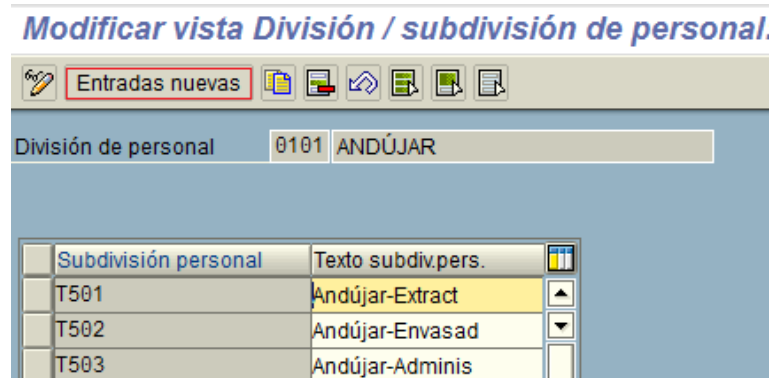 Modificar vista División / subdivisión de personal.
Entradas nuevas
División de personal 0101 ANDÚJAR
Subdivisión personal Texto subdiv.pers.
T501 Andújar-Extract
T502 Andújar-Envasad
T503 Andújar-Adminis